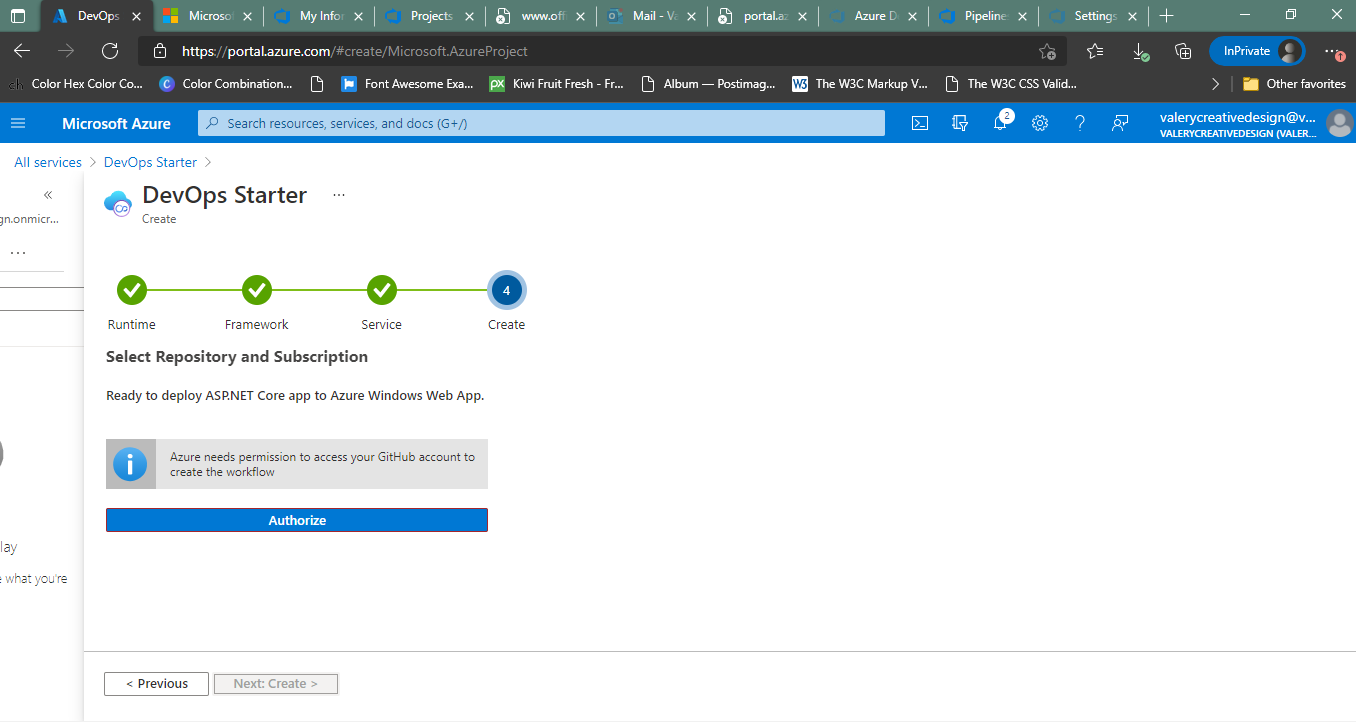 DevOps
Microsof
My Infor
Projects
www.offi
Mail - Va
portal.az
Azure De
Pipeline
Settings
https://portal.azure.com/#create/Microsoft.AzureProject
InPrivate
Color Hex Color Co...
Color Combination...
Font Awesome Exa...
Kiwi Fruit Fresh - Fr...
Album — Postimag...
The W3C Markup V...
The W3C CSS Valid...
Other favorites
Microsoft Azure
Search resources, services, and docs (G+/)
2
valerycreativedesign@v...
VALERYCREATIVEDESIGN (VALER...
All services > DevOps Starter >
«
gn.onmicr...
...
DevOps Starter ...
Create
4
Runtime
Framework
Service
Create
Select Repository and Subscription
Ready to deploy ASP.NET Core app to Azure Windows Web App.
Azure needs permission to access your GitHub account to
create the workflow
Authorize
lay
e what you're
< Previous
Next: Create >